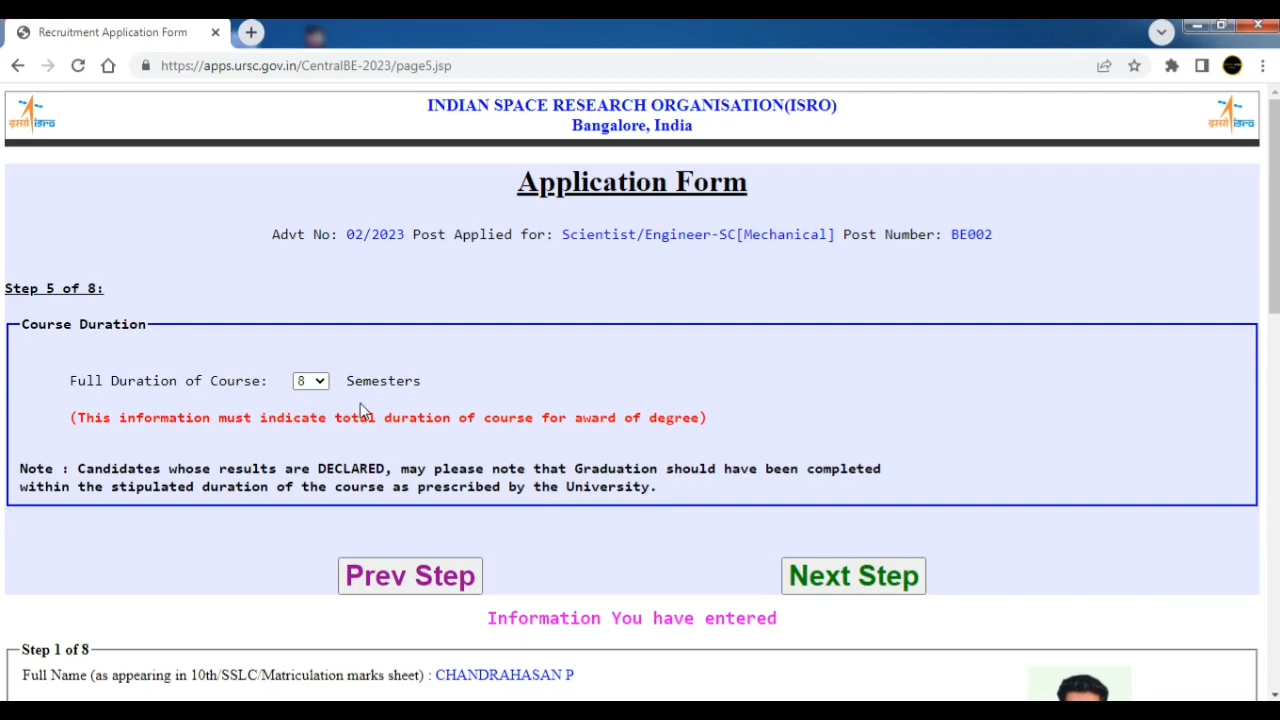 Recruitment Application Form
https://apps.ursc.gov.in/CentralBE-2023/page5.jsp
इसरो isro
INDIAN SPACE RESEARCH ORGANISATION(ISRO)
Bangalore, India
इसरो isro
Application Form
Advt No: 02/2023 Post Applied for: Scientist/Engineer-SC[Mechanical] Post Number: BE002
Step 5 of 8:
Course Duration
Full Duration of Course: 8 Semesters
(This information must indicate total duration of course for award of degree)
Note : Candidates whose results are DECLARED, may please note that Graduation should have been completed
within the stipulated duration of the course as prescribed by the University.
Prev Step Next Step
Information You have entered
Step 1 of 8
Full Name (as appearing in 10th/SSLC/Matriculation marks sheet) : CHANDRAHASAN P